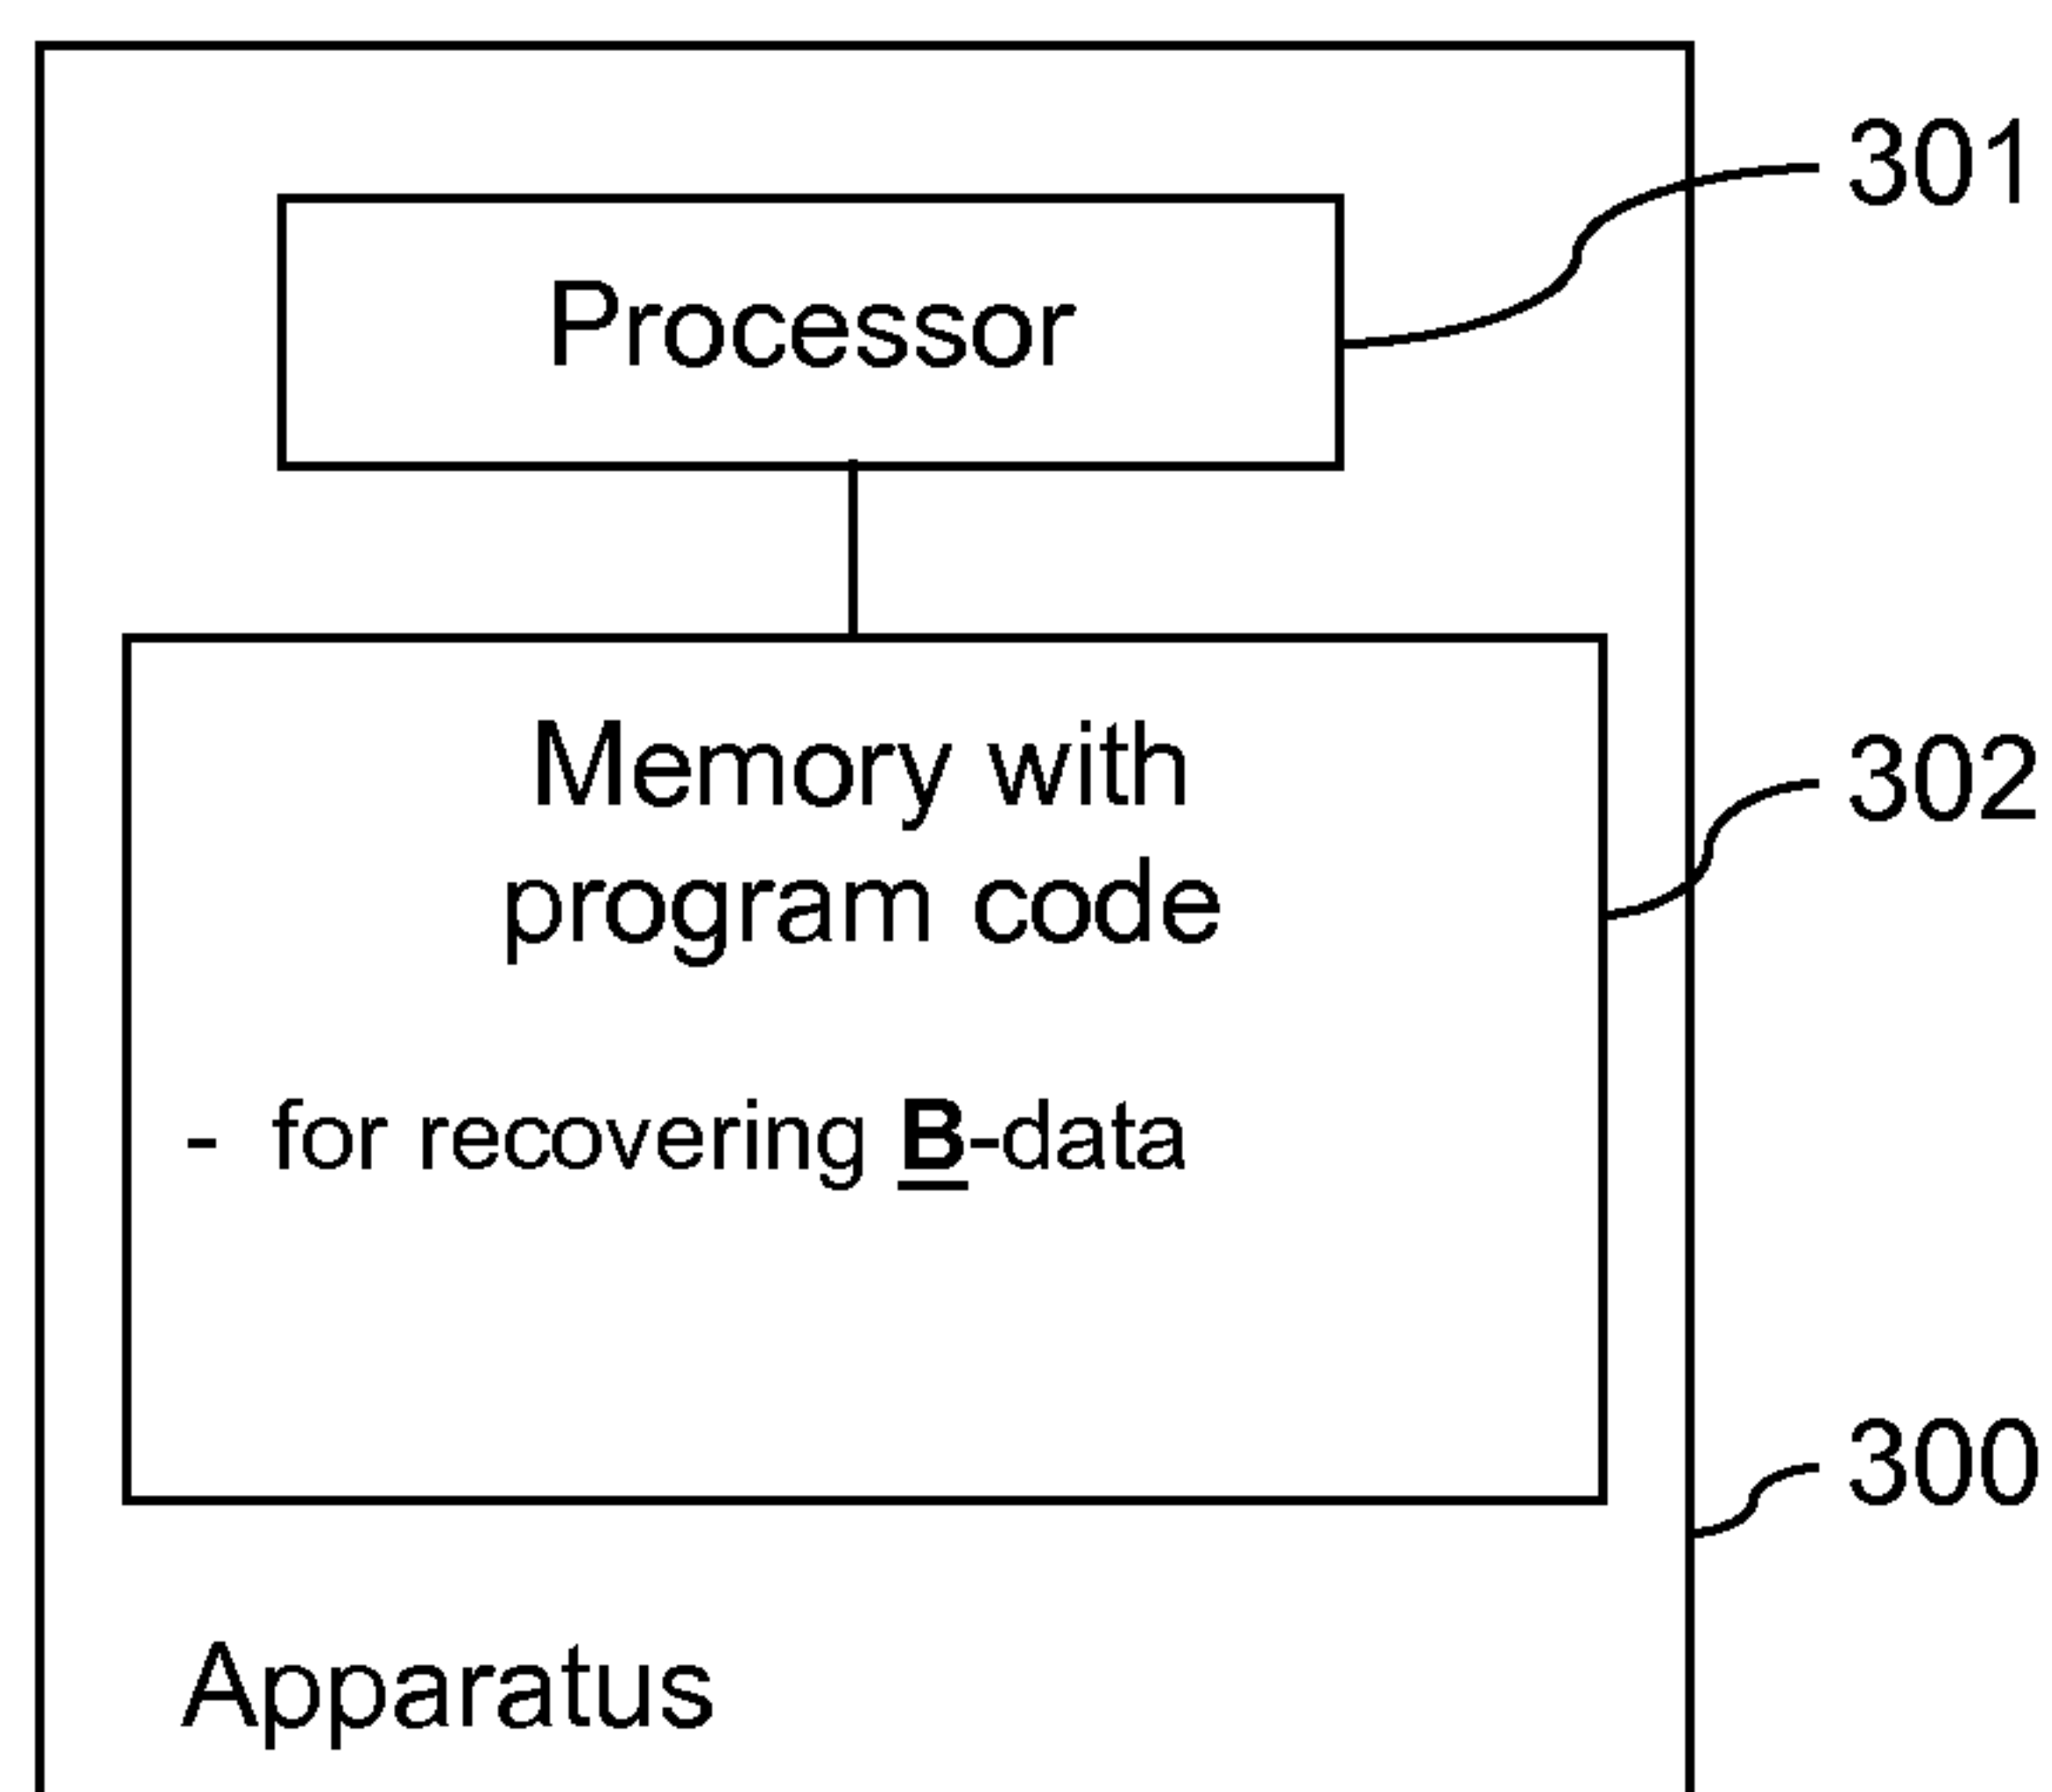 301
Processor
Memory with
302
program code
- for recovering B-data
300
Apparatus